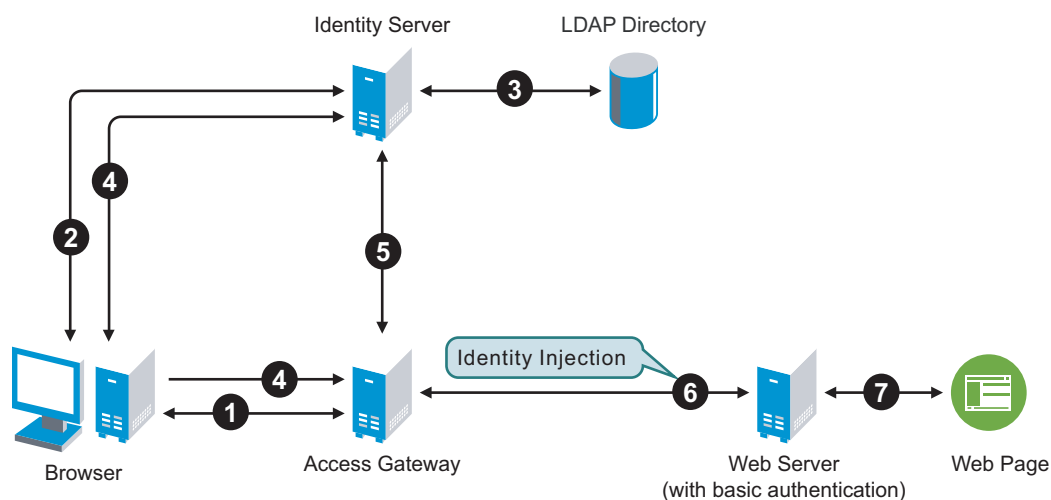 Identity Server
LDAP Directory
3
4
2
5
Identity Injection
4
1
6
7
Browser
Access Gateway
Web Server
(with basic authentication)
Web Page